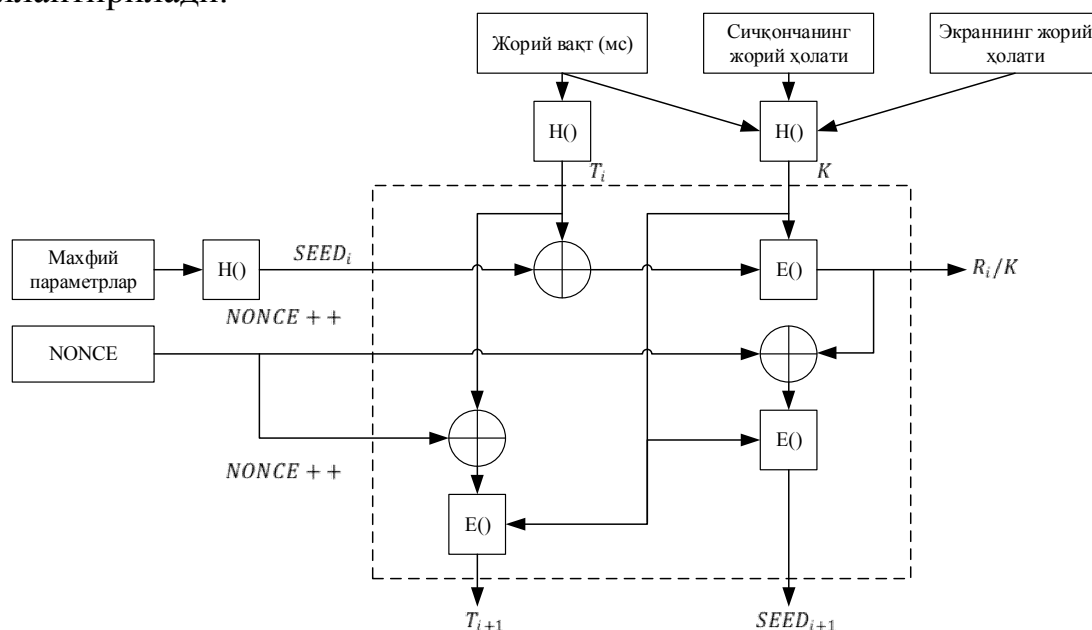 Жорий вақт (мс)
Сичқончанинг
жорий ҳолати
Экраннинг жорий
ҳолати
H()
H()
T_i
K
Махфий
параметрлар
H()
SEED_i
E()
R_i/K
NONCE ++
NONCE
E()
NONCE ++
E()
T_{i+1}
SEED_{i+1}